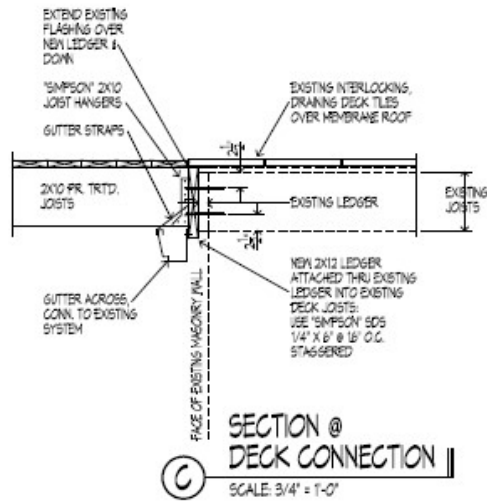 EXTEND EXISTING
FLASHING OVER
NEW LEDGER &
DOWN
"SIMPSON" 2X10
JOIST HANGERS
GUTTER STRAPS
EXISTING INTERLOCKING,
DRAINING DECK TILES
OVER MEMBRANE ROOF
2X10 PR. TRTD.
JOISTS
EXISTING LEDGER
EXISTING
JOISTS
GUTTER ACROSS,
CONN. TO EXISTING
SYSTEM
FACE OF EXISTING MASONRY WALL
NEW 2X12 LEDGER
ATTACHED THRU EXISTING
LEDGER INTO EXISTING
DECK JOISTS:
USE "SIMPSON" SDS
1/4" X 6" @ 16" O.C.
STAGGERED
C
SECTION @
DECK CONNECTION
SCALE: 3/4" = 1'-0"